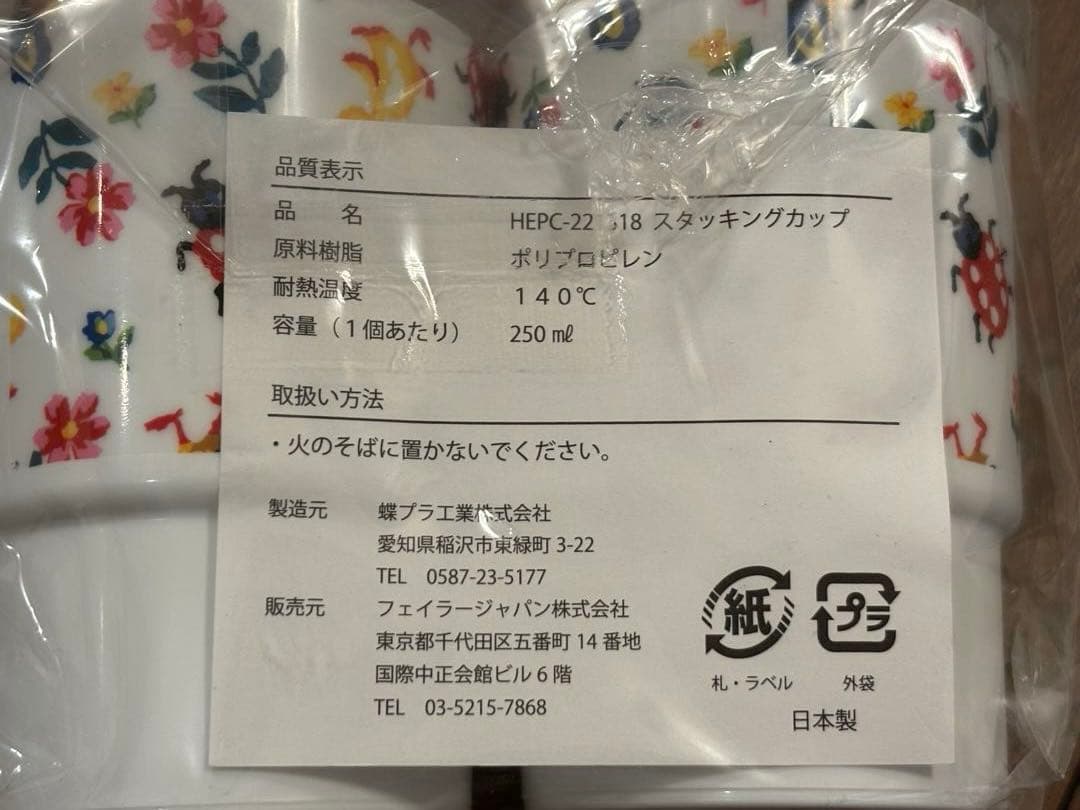 品質表示
品　名　HEPC-22 18 スタッキングカップ
原料樹脂　ポリプロピレン
耐熱温度　１４０℃
容量（１個あたり）　250 ㎖
取扱い方法
・火のそばに置かないでください。
製造元　蝶プラ工業株式会社
愛知県稲沢市東緑町 3-22
TEL　0587-23-5177
販売元　フェイラージャパン株式会社
東京都千代田区五番町 14 番地
国際中正会館ビル 6 階
TEL　03-5215-7868
紙　プラ
札・ラベル　外袋
日本製